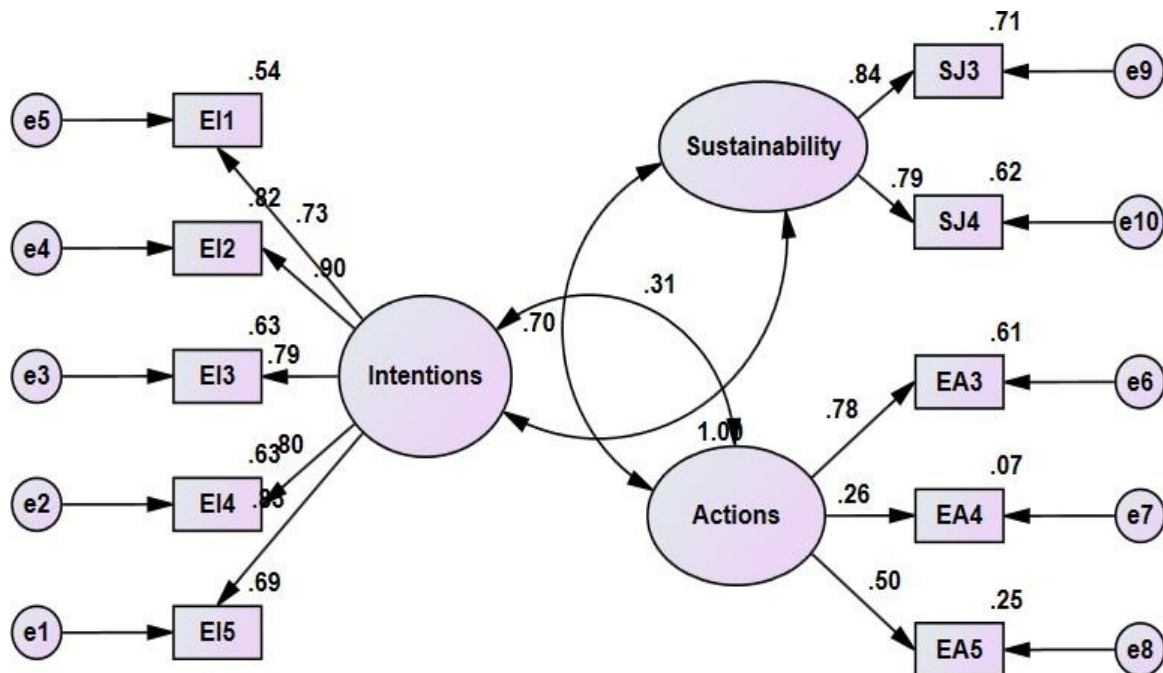 .71
SJ3
e9
.84
.54
e5
EI1
Sustainability
.79
.62
SJ4
e10
.82
.73
e4
EI2
.90
.31
.70
.63
.79
e3
EI3
Intentions
.61
EA3
e6
.78
1.00
.63
.80
e2
EI4
Actions
.26
.07
EA4
e7
.69
.50
.25
e1
EI5
EA5
e8